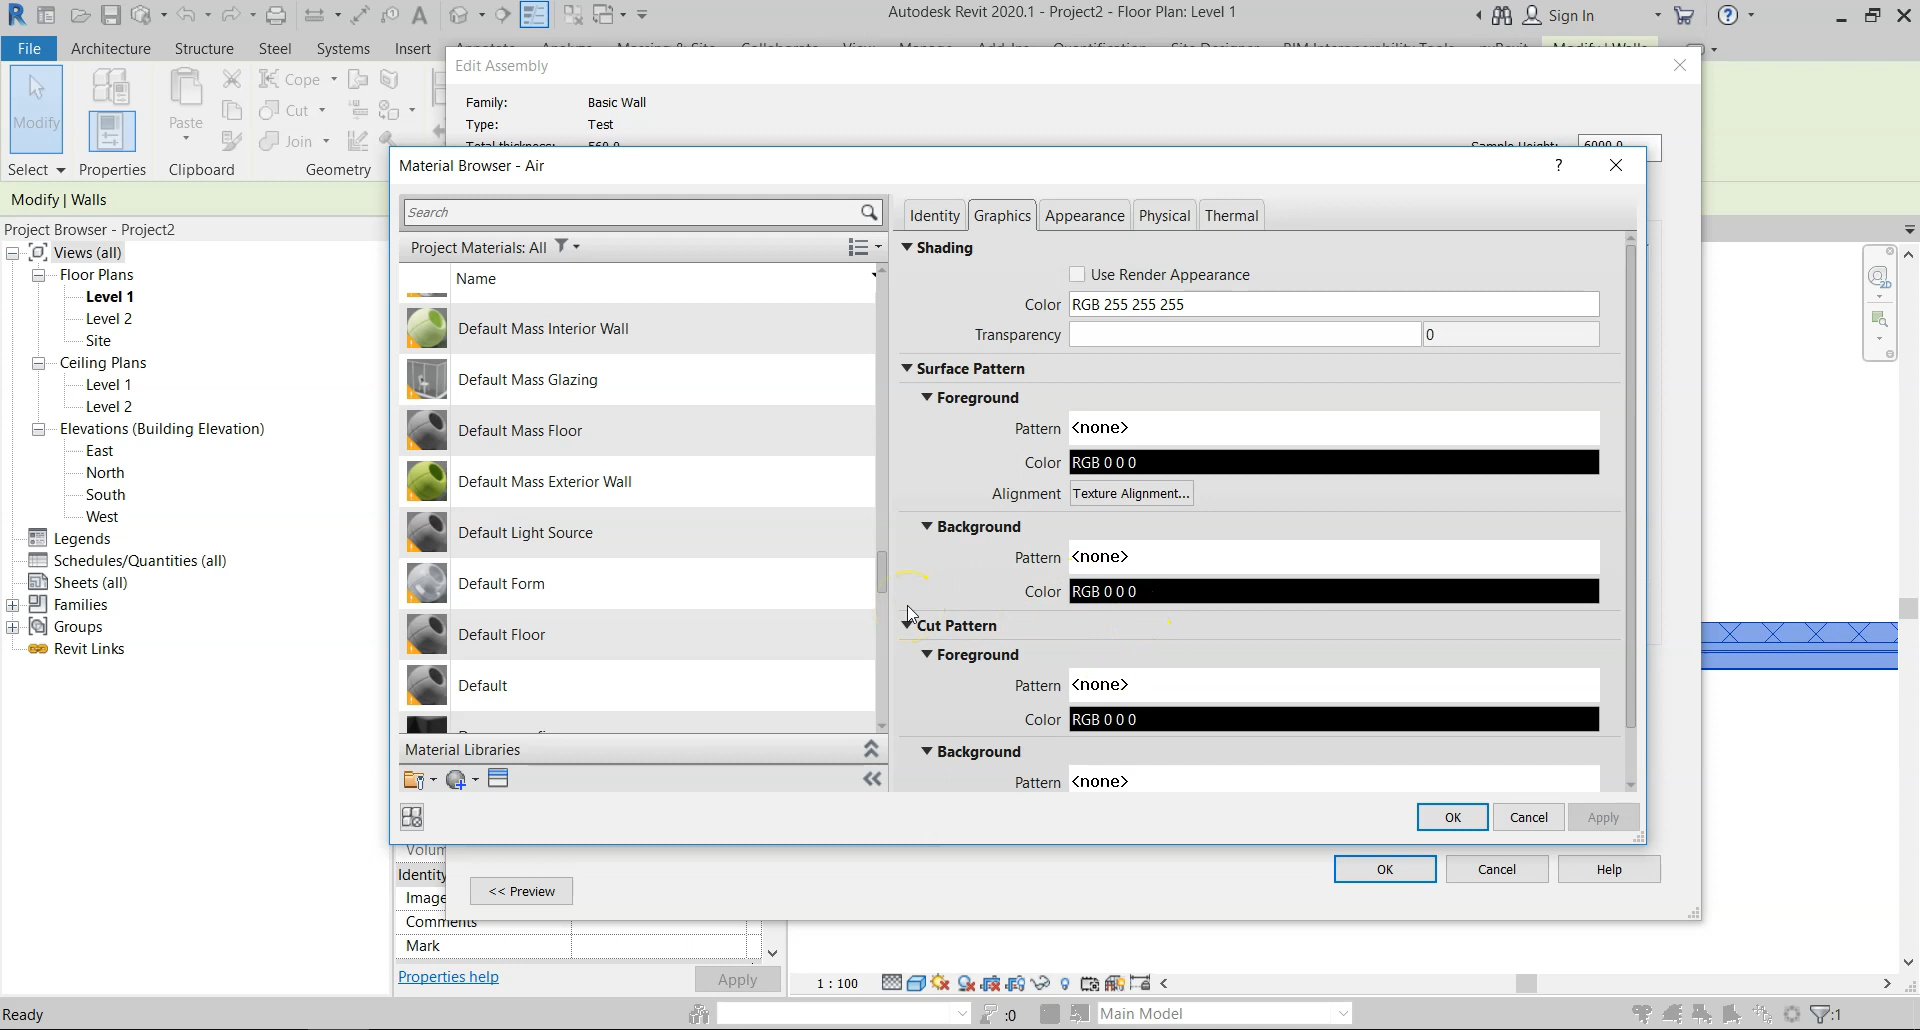 Autodesk Revit 2020.1 - Project2 - Floor Plan: Level 1
Sign In
File Architecture Structure Steel Systems Insert
Edit Assembly
Family: Basic Wall
Type: Test
Modify
Paste
Cope
Cut
Join
Select Properties Clipboard Geometry
Modify | Walls
Project Browser - Project2
Views (all)
Floor Plans
Level 1
Level 2
Site
Ceiling Plans
Level 1
Level 2
Elevations (Building Elevation)
East
North
South
West
Legends
Schedules/Quantities (all)
Sheets (all)
Families
Groups
Revit Links
Material Browser - Air
?
Search
Project Materials: All
Name
Default Mass Interior Wall
Default Mass Glazing
Default Mass Floor
Default Mass Exterior Wall
Default Light Source
Default Form
Default Floor
Default
Material Libraries
Identity Graphics Appearance Physical Thermal
Shading
Use Render Appearance
Color RGB 255 255 255
Transparency 0
Surface Pattern
Foreground
Pattern <none>
Color RGB 0 0 0
Alignment Texture Alignment...
Background
Pattern <none>
Color RGB 0 0 0
Cut Pattern
Foreground
Pattern <none>
Color RGB 0 0 0
Background
Pattern <none>
OK Cancel Apply
OK Cancel Help
<< Preview
Volum
Identity
Image
Comments
Mark
Properties help Apply
1 : 100
Ready
:0
Main Model
:1